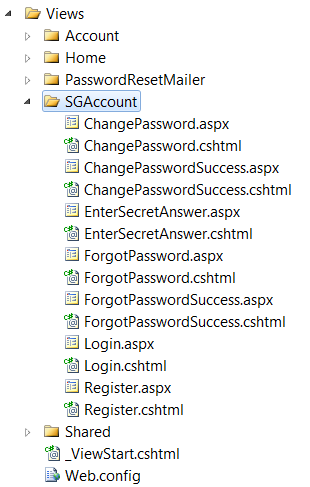 Views
Account
Home
PasswordResetMailer
SGAccount
ChangePassword.aspx
ChangePassword.cshtml
ChangePasswordSuccess.aspx
ChangePasswordSuccess.cshtml
EnterSecretAnswer.aspx
EnterSecretAnswer.cshtml
ForgotPassword.aspx
ForgotPassword.cshtml
ForgotPasswordSuccess.aspx
ForgotPasswordSuccess.cshtml
Login.aspx
Login.cshtml
Register.aspx
Register.cshtml
Shared
_ViewStart.cshtml
Web.config